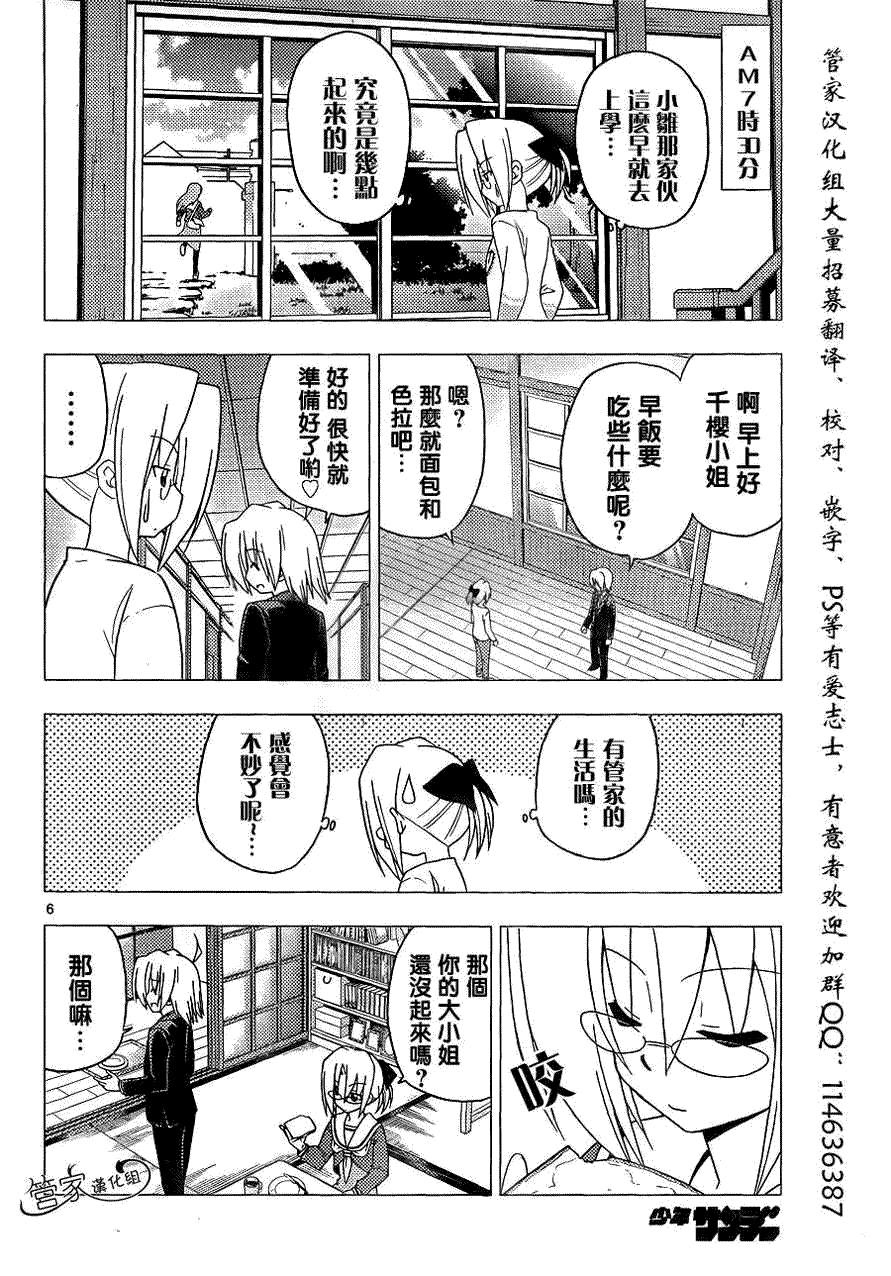 AM7時30分
小雛那家伙
這麼早就去
上學…
究竟是幾點
起來的啊…
啊 早上好
千櫻小姐
早飯要
吃些什麼呢？
嗯？
那麼就面包和
色拉吧…
好的 很快就
準備好了喲♡
……
有管家的
生活嗎…
感覺會
不妙了呢～…
6
咬
那個
你的大小姐
還沒起來嗎？
那個嘛…
管家漢化組
少年サンデー
管家汉化组大量招募翻译、校对、嵌字、PS等有爱志士，有意者欢迎加群QQ：114636387